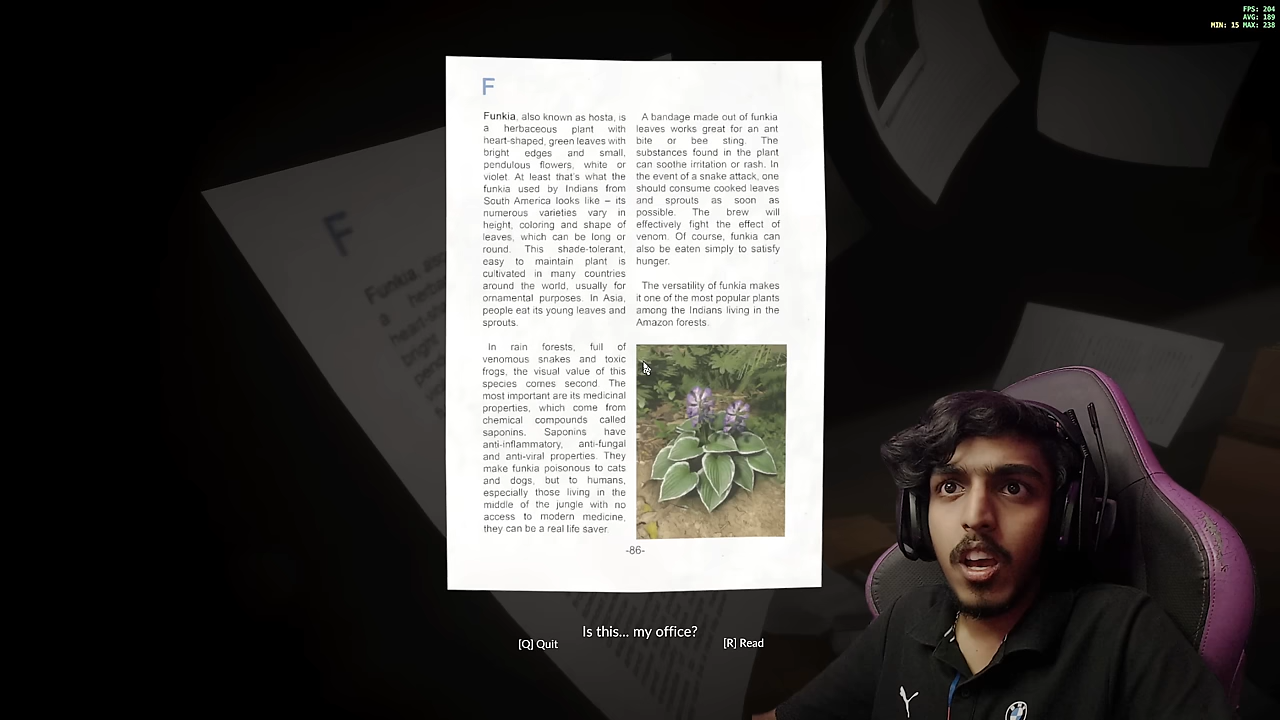 FPS: 204
AVG: 189
MIN: 15 MAX: 238
F
Funkia, also known as hosta, is
a herbaceous plant with
heart-shaped, green leaves with
bright edges and small,
pendulous flowers, white or
violet. At least that's what the
funkia used by Indians from
South America looks like – its
numerous varieties vary in
height, coloring and shape of
leaves, which can be long or
round. This shade-tolerant,
easy to maintain plant is
cultivated in many countries
around the world, usually for
ornamental purposes. In Asia,
people eat its young leaves and
sprouts.
In rain forests, full of
venomous snakes and toxic
frogs, the visual value of this
species comes second. The
most important are its medicinal
properties, which come from
chemical compounds called
saponins. Saponins have
anti-inflammatory, anti-fungal
and anti-viral properties. They
make funkia poisonous to cats
and dogs, but to humans,
especially those living in the
middle of the jungle with no
access to modern medicine,
they can be a real life saver.
A bandage made out of funkia
leaves works great for an ant
bite or bee sting. The
substances found in the plant
can soothe irritation or rash. In
the event of a snake attack, one
should consume cooked leaves
and sprouts as soon as
possible. The brew will
effectively fight the effect of
venom. Of course, funkia can
also be eaten simply to satisfy
hunger.
The versatility of funkia makes
it one of the most popular plants
among the Indians living in the
Amazon forests.
-86-
F
Is this... my office?
[Q] Quit
[R] Read